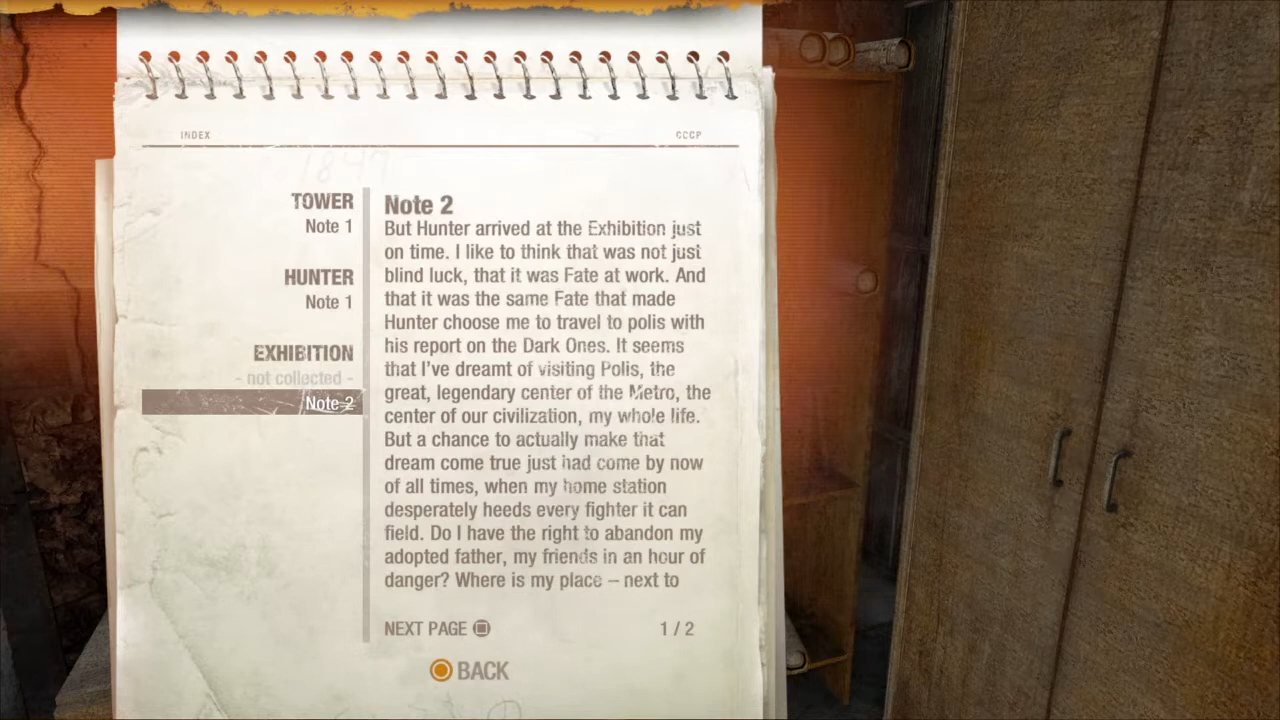 INDEX
CCCP
TOWER
Note 1
HUNTER
Note 1
EXHIBITION
- not collected -
Note 2
Note 2
But Hunter arrived at the Exhibition just
on time. I like to think that was not just
blind luck, that it was Fate at work. And
that it was the same Fate that made
Hunter choose me to travel to polis with
his report on the Dark Ones. It seems
that I've dreamt of visiting Polis, the
great, legendary center of the Metro, the
center of our civilization, my whole life.
But a chance to actually make that
dream come true just had come by now
of all times, when my home station
desperately heeds every fighter it can
field. Do I have the right to abandon my
adopted father, my friends in an hour of
danger? Where is my place – next to
NEXT PAGE
1 / 2
BACK